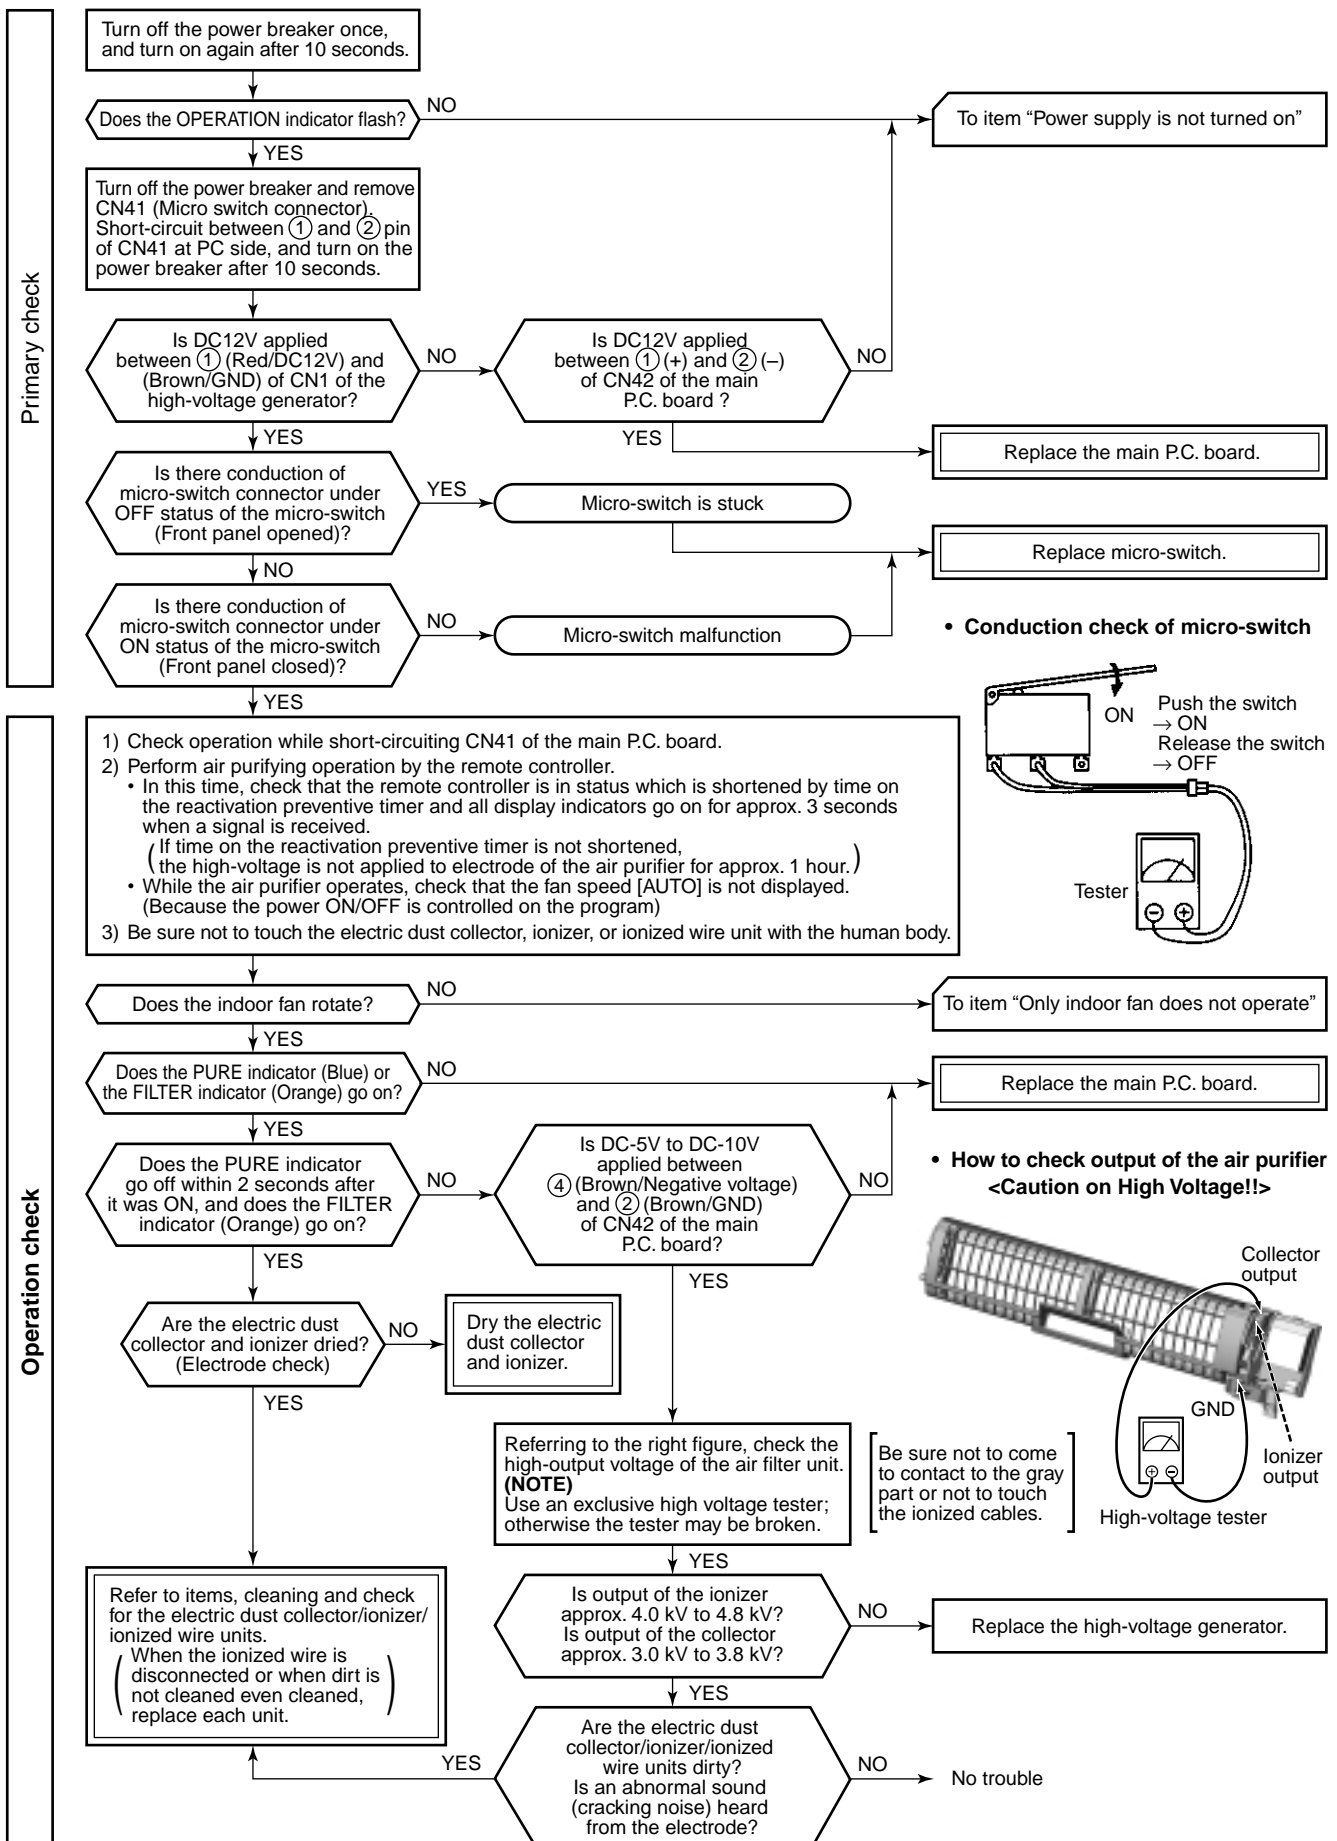 Primary check
Turn off the power breaker once,
and turn on again after 10 seconds.
Does the OPERATION indicator flash?
NO
To item “Power supply is not turned on”
YES
Turn off the power breaker and remove
CN41 (Micro switch connector).
Short-circuit between ① and ② pin
of CN41 at PC side, and turn on the
power breaker after 10 seconds.
Is DC12V applied
between ① (Red/DC12V) and
(Brown/GND) of CN1 of the
high-voltage generator?
NO
Is DC12V applied
between ① (+) and ② (–)
of CN42 of the main
P.C. board ?
NO
YES
YES
Replace the main P.C. board.
Is there conduction of
micro-switch connector under
OFF status of the micro-switch
(Front panel opened)?
YES
Micro-switch is stuck
Replace micro-switch.
NO
Is there conduction of
micro-switch connector under
ON status of the micro-switch
(Front panel closed)?
NO
Micro-switch malfunction
YES
• Conduction check of micro-switch
ON
Push the switch
→ ON
Release the switch
→ OFF
Tester
Operation check
1) Check operation while short-circuiting CN41 of the main P.C. board.
2) Perform air purifying operation by the remote controller.
• In this time, check that the remote controller is in status which is shortened by time on
the reactivation preventive timer and all display indicators go on for approx. 3 seconds
when a signal is received.
( If time on the reactivation preventive timer is not shortened,
the high-voltage is not applied to electrode of the air purifier for approx. 1 hour. )
• While the air purifier operates, check that the fan speed [AUTO] is not displayed.
(Because the power ON/OFF is controlled on the program)
3) Be sure not to touch the electric dust collector, ionizer, or ionized wire unit with the human body.
Does the indoor fan rotate?
NO
To item “Only indoor fan does not operate”
YES
Does the PURE indicator (Blue) or
the FILTER indicator (Orange) go on?
NO
Replace the main P.C. board.
YES
Does the PURE indicator
go off within 2 seconds after
it was ON, and does the FILTER
indicator (Orange) go on?
NO
Is DC-5V to DC-10V
applied between
④ (Brown/Negative voltage)
and ② (Brown/GND)
of CN42 of the main
P.C. board?
NO
YES
YES
• How to check output of the air purifier
<Caution on High Voltage!!>
Collector
output
GND
Ionizer
output
High-voltage tester
Are the electric dust
collector and ionizer dried?
(Electrode check)
NO
Dry the electric
dust collector
and ionizer.
YES
Referring to the right figure, check the
high-output voltage of the air filter unit.
(NOTE)
Use an exclusive high voltage tester;
otherwise the tester may be broken.
[Be sure not to come
to contact to the gray
part or not to touch
the ionized cables.]
YES
Refer to items, cleaning and check
for the electric dust collector/ionizer/
ionized wire units.
( When the ionized wire is
disconnected or when dirt is
not cleaned even cleaned,
replace each unit. )
Is output of the ionizer
approx. 4.0 kV to 4.8 kV?
Is output of the collector
approx. 3.0 kV to 3.8 kV?
NO
Replace the high-voltage generator.
YES
Are the electric dust
collector/ionizer/ionized
wire units dirty?
Is an abnormal sound
(cracking noise) heard
from the electrode?
YES
NO
No trouble